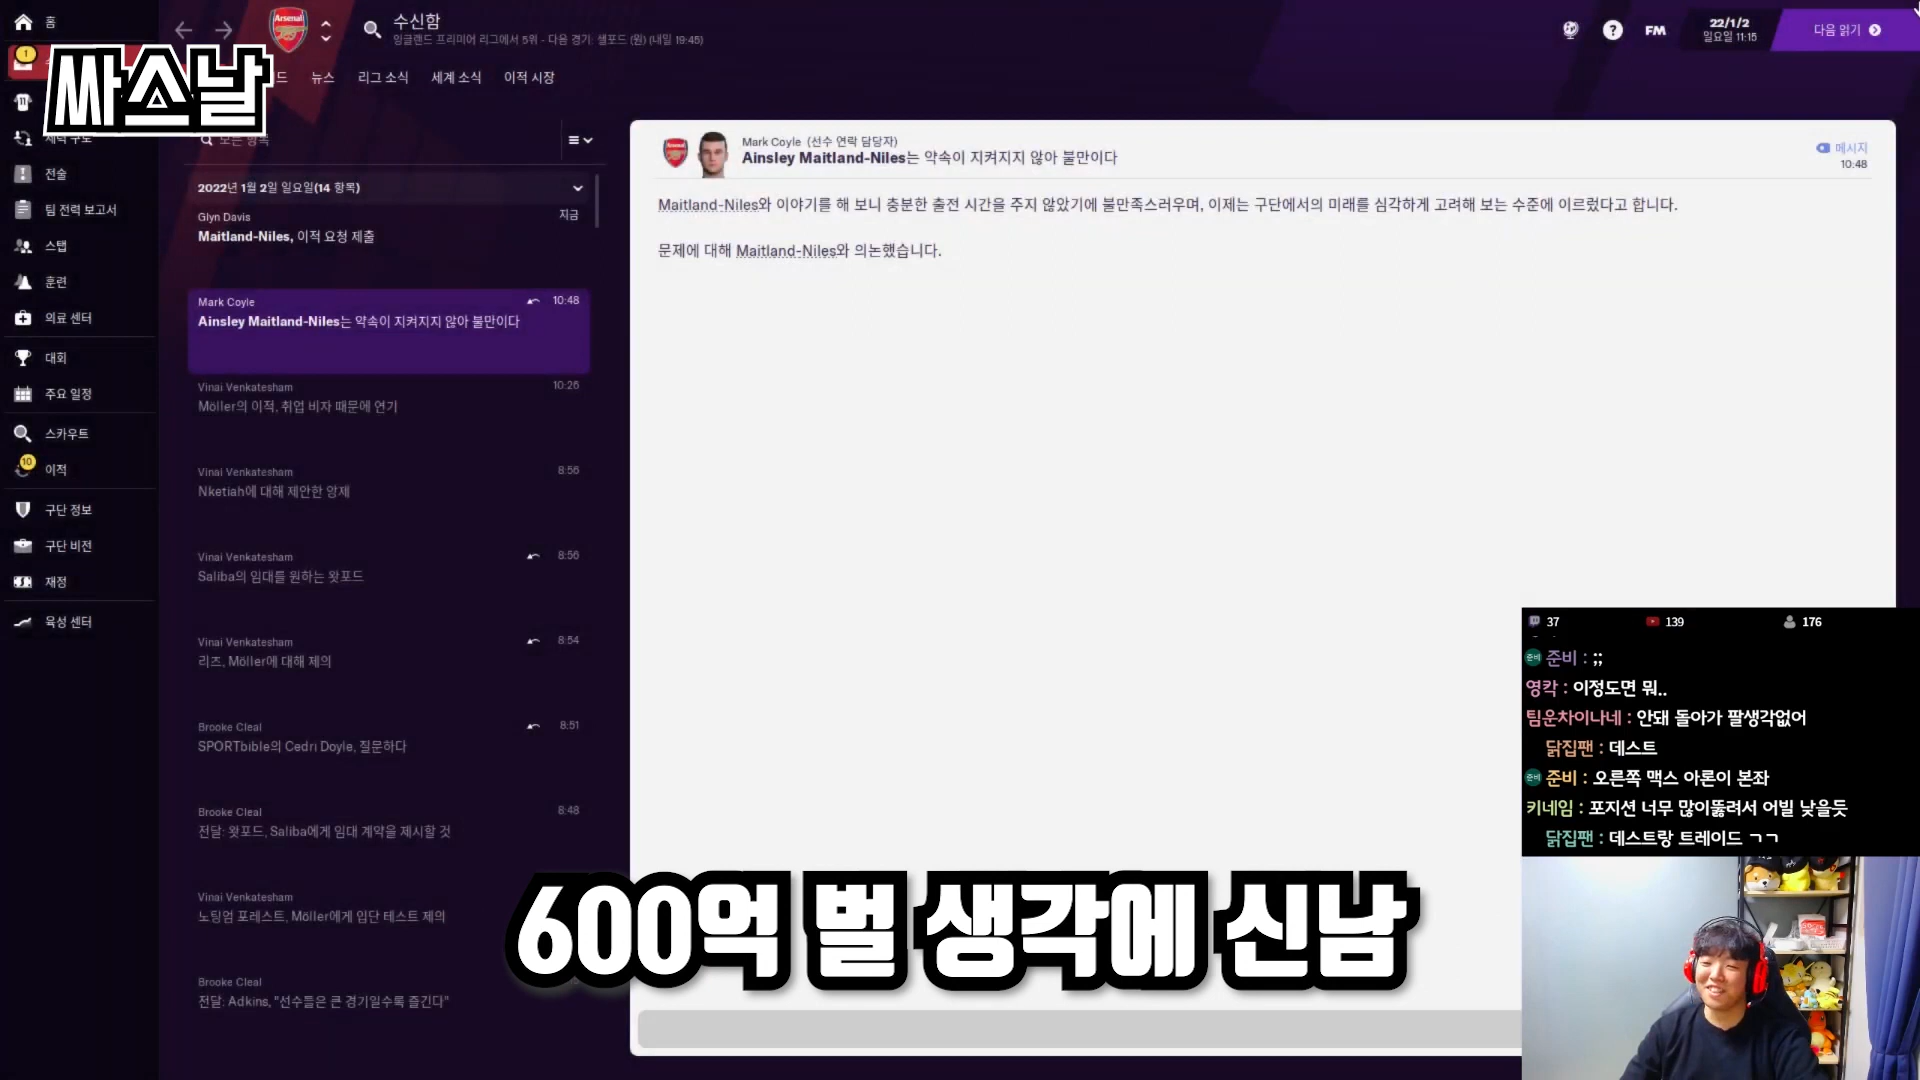 홈
수신함
잉글랜드 프리미어 리그에서 5위 - 다음 경기: 샐포드 (원) (내일 19:45)
FM
22/1/2
일요일 11:15
다음 읽기
1
싸스날
뉴스
리그 소식
세계 소식
이적 시장
모든 항목
전술
팀 전력 보고서
스탭
훈련
의료 센터
대회
주요 일정
스카우트
10
이적
구단 정보
구단 비전
재정
육성 센터
2022년 1월 2일 일요일(14 항목)
Glyn Davis
지금
Maitland-Niles, 이적 요청 제출
Mark Coyle
10:48
Ainsley Maitland-Niles는 약속이 지켜지지 않아 불만이다
Vinai Venkatesham
10:26
Möller의 이적, 취업 비자 때문에 연기
Vinai Venkatesham
8:56
Nketiah에 대해 제안한 앙제
Vinai Venkatesham
8:56
Saliba의 임대를 원하는 왓포드
Vinai Venkatesham
8:54
리즈, Möller에 대해 제의
Brooke Cleal
8:51
SPORTbible의 Cedri Doyle, 질문하다
Brooke Cleal
8:48
전달: 왓포드, Saliba에게 임대 계약을 제시할 것
Vinai Venkatesham
노팅엄 포레스트, Möller에게 입단 테스트 제의
Brooke Cleal
전달: Adkins, "선수들은 큰 경기일수록 즐긴다"
Arsenal
Mark Coyle (선수 연락 담당자)
Ainsley Maitland-Niles는 약속이 지켜지지 않아 불만이다
메시지
10:48
Maitland-Niles와 이야기를 해 보니 충분한 출전 시간을 주지 않았기에 불만족스러우며, 이제는 구단에서의 미래를 심각하게 고려해 보는 수준에 이르렀다고 합니다.
문제에 대해 Maitland-Niles와 의논했습니다.
37
139
176
준비 : ;;
영칵 : 이정도면 뭐..
팀운차이나네 : 안돼 돌아가 팔생각없어
닭집팬 : 데스트
준비 : 오른쪽 맥스 아론이 본좌
키네임 : 포지션 너무 많이뚫려서 어빌 낮을듯
닭집팬 : 데스트랑 트레이드 ㄱㄱ
600억 벌 생각에 신남